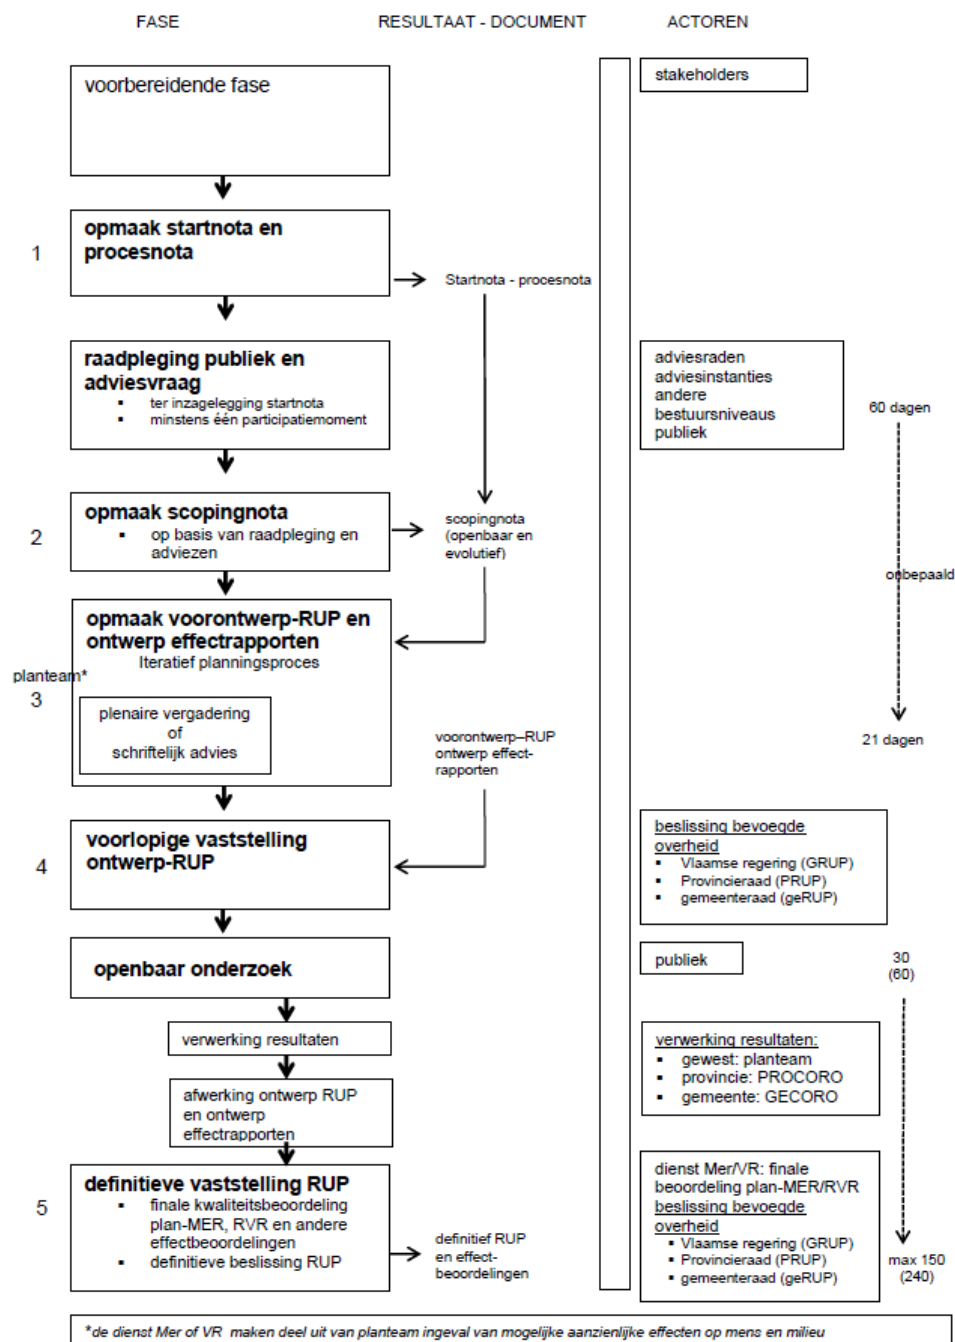 FASE
RESULTAAT - DOCUMENT
ACTOREN
voorbereidende fase
stakeholders
1
opmaak startnota en
procesnota
Startnota - procesnota
raadpleging publiek en
adviesvraag
▪ ter inzagelegging startnota
▪ minstens één participatiemoment
adviesraden
adviesinstanties
andere
bestuursniveaus
publiek
60 dagen
2
opmaak scopingnota
▪ op basis van raadpleging en
adviezen
scopingnota
(openbaar en
evolutief)
onbepaald
opmaak voorontwerp-RUP en
ontwerp effectrapporten
Iteratief planningsproces
planteam*
3
plenaire vergadering
of
schriftelijk advies
voorontwerp–RUP
ontwerp effect-
rapporten
21 dagen
4
voorlopige vaststelling
ontwerp-RUP
beslissing bevoegde
overheid
▪ Vlaamse regering (GRUP)
▪ Provincieraad (PRUP)
▪ gemeenteraad (geRUP)
openbaar onderzoek
publiek
30
(60)
verwerking resultaten
verwerking resultaten:
▪ gewest: planteam
▪ provincie: PROCORO
▪ gemeente: GECORO
afwerking ontwerp RUP
en ontwerp
effectrapporten
5
definitieve vaststelling RUP
▪ finale kwaliteitsbeoordeling
plan-MER, RVR en andere
effectbeoordelingen
▪ definitieve beslissing RUP
definitief RUP
en effect-
beoordelingen
dienst Mer/VR: finale
beoordeling plan-MER/RVR
beslissing bevoegde
overheid
▪ Vlaamse regering (GRUP)
▪ Provincieraad (PRUP)
▪ gemeenteraad (geRUP)
max 150
(240)
*de dienst Mer of VR maken deel uit van planteam ingeval van mogelijke aanzienlijke effecten op mens en milieu